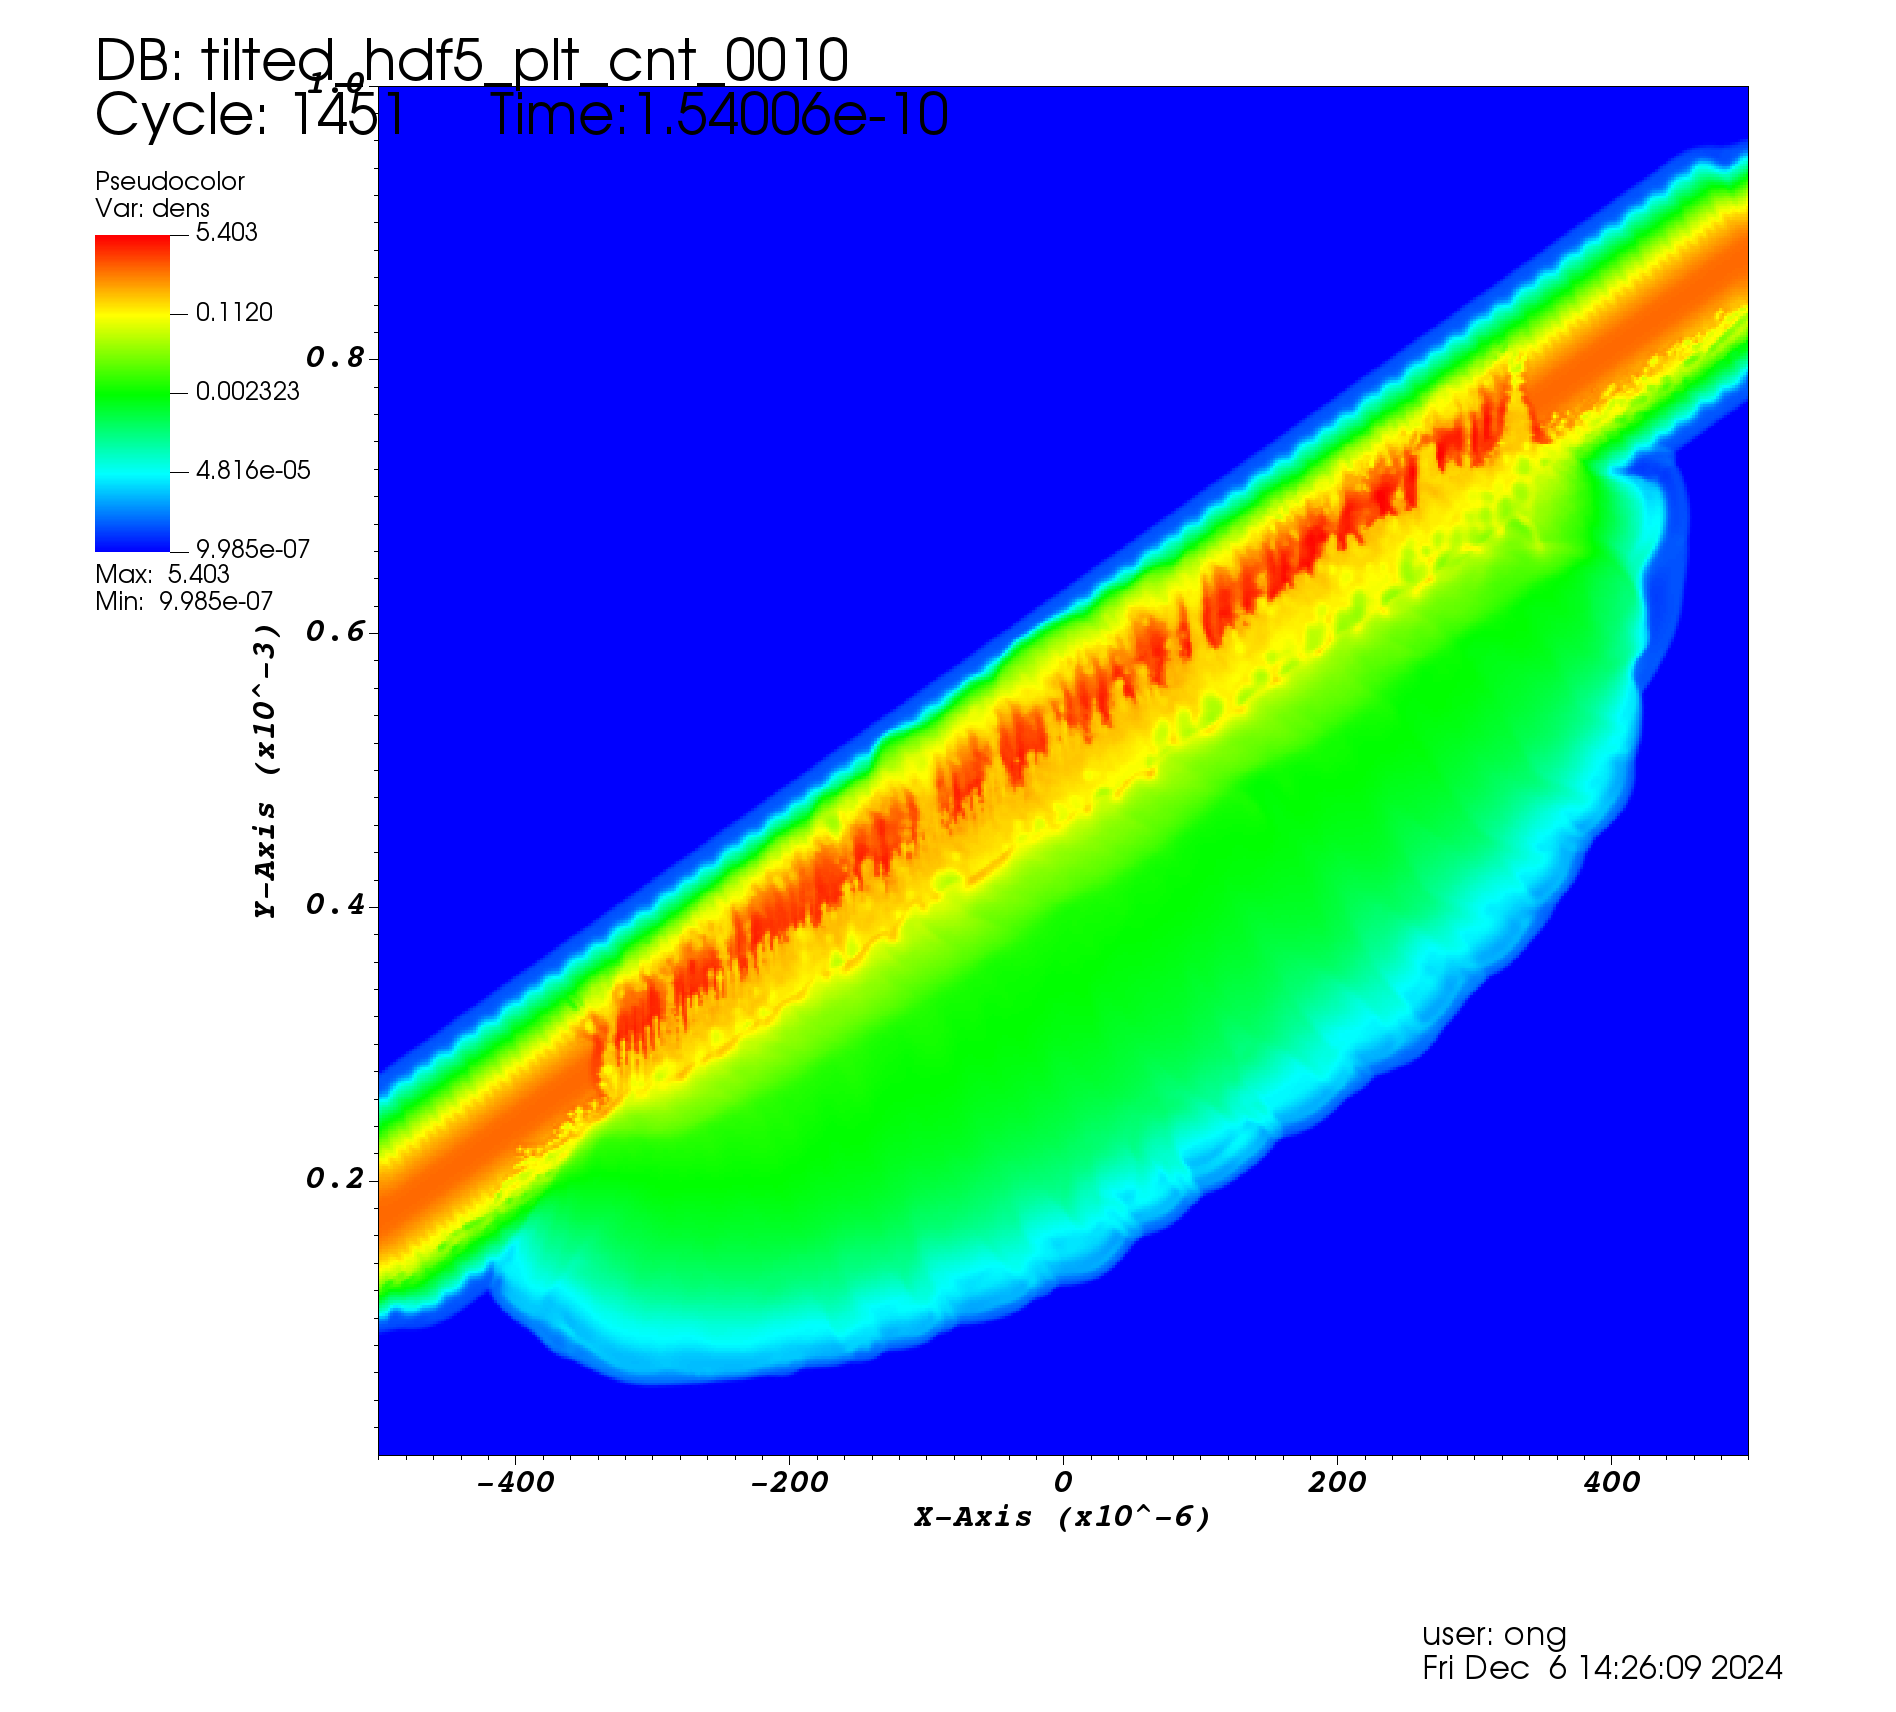 DB: tilted_hdf5_plt_cnt_0010
Cycle: 1451 Time:1.54006e-10
Pseudocolor
Var: dens
5.403
0.1120
0.002323
4.816e-05
9.985e-07
Max: 5.403
Min: 9.985e-07
1.0
0.8
0.6
0.4
0.2
Y-Axis (x10^-3)
-400 -200 0 200 400
X-Axis (x10^-6)
user: ong
Fri Dec 6 14:26:09 2024